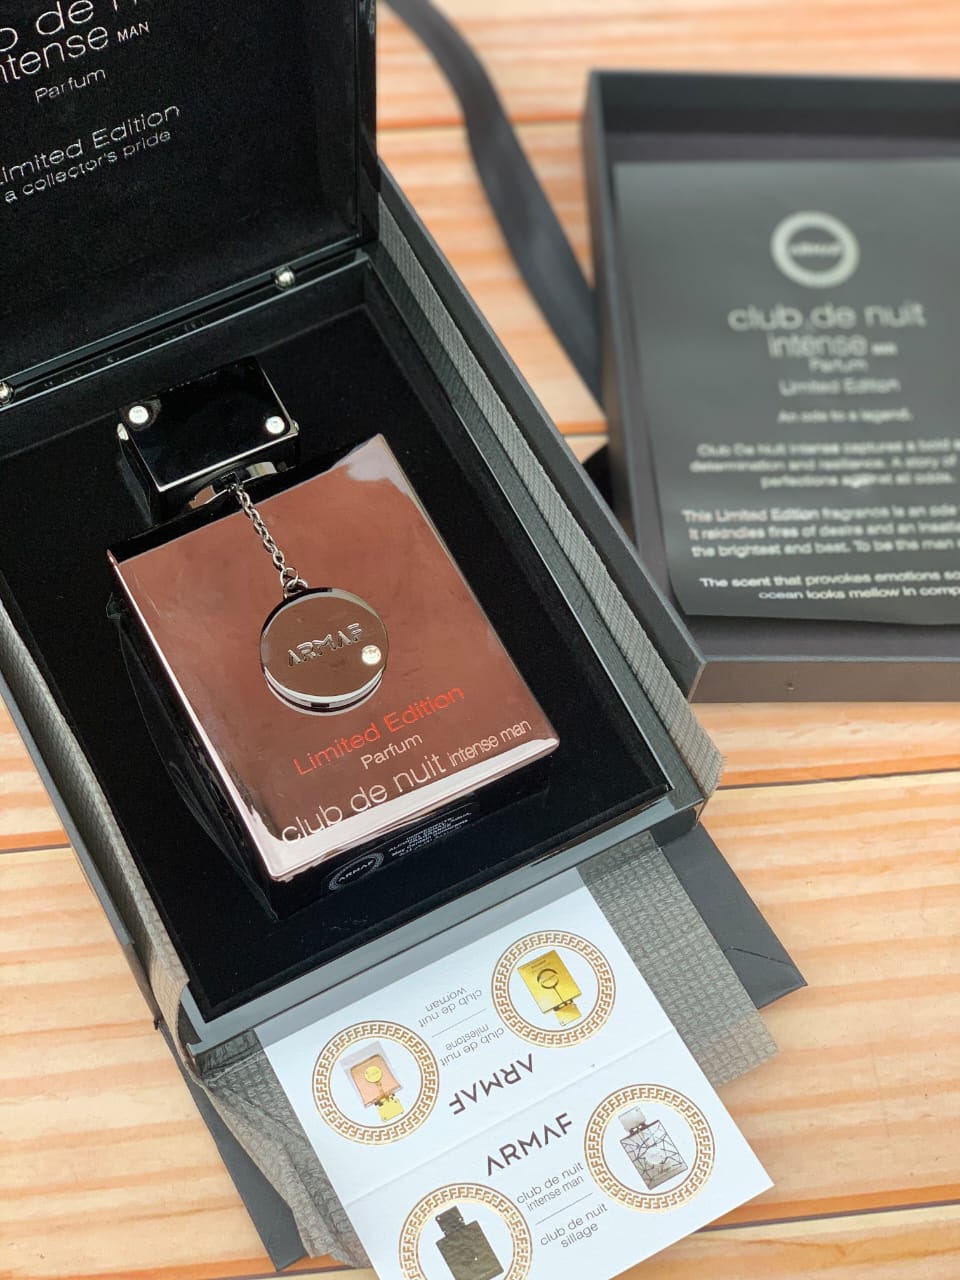 b de n
ntense MAN
Parfum
Limited Edition
a collector's pride
ARMAF
Limited Edition
Parfum
club de nuit intense man
ARMAF
ARMAF
club de nuit
intense MAN
Parfum
Limited Edition
An ode to a legend.
Club De Nuit Intense captures a bold
determination and resilience. A story of
perfections against all odds.
This Limited Edition fragrance is an ode
It rekindles fires of desire and an
the brightest and best. To be the man
The scent that provokes emotions so
ocean looks mellow in comp
club de nuit
woman
club de nuit
milestone
ARMAF
ARMAF
club de nuit
intense man
club de nuit
sillage